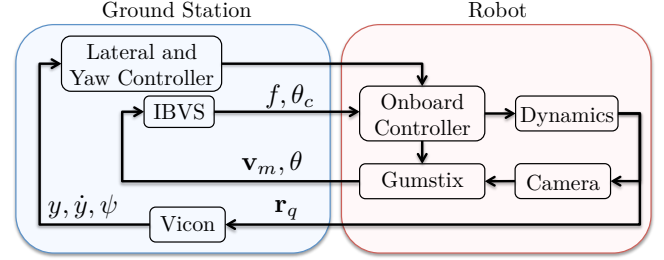 Ground Station
Robot
Lateral and
Yaw Controller
IBVS
f, θ_c
Onboard
Controller
Dynamics
v_m, θ
Gumstix
Camera
y, ẏ, ψ
Vicon
r_q